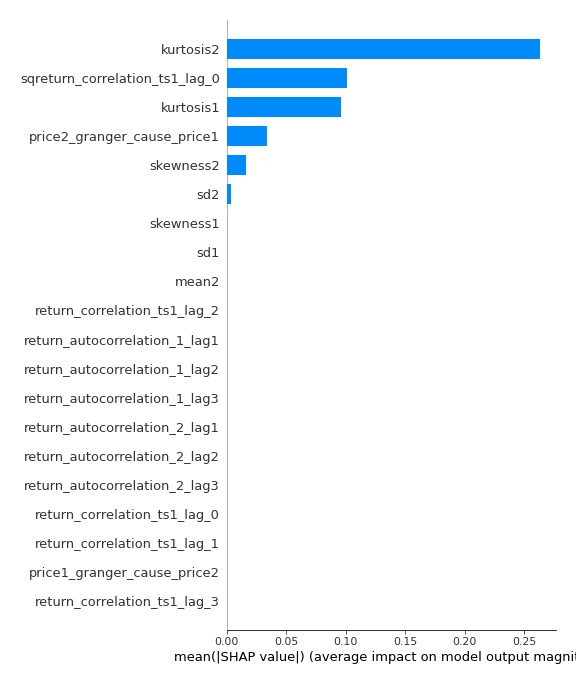 kurtosis2
sqreturn_correlation_ts1_lag_0
kurtosis1
price2_granger_cause_price1
skewness2
sd2
skewness1
sd1
mean2
return_correlation_ts1_lag_2
return_autocorrelation_1_lag1
return_autocorrelation_1_lag2
return_autocorrelation_1_lag3
return_autocorrelation_2_lag1
return_autocorrelation_2_lag2
return_autocorrelation_2_lag3
return_correlation_ts1_lag_0
return_correlation_ts1_lag_1
price1_granger_cause_price2
return_correlation_ts1_lag_3
0.00 0.05 0.10 0.15 0.20 0.25
mean(|SHAP value|) (average impact on model output magnit